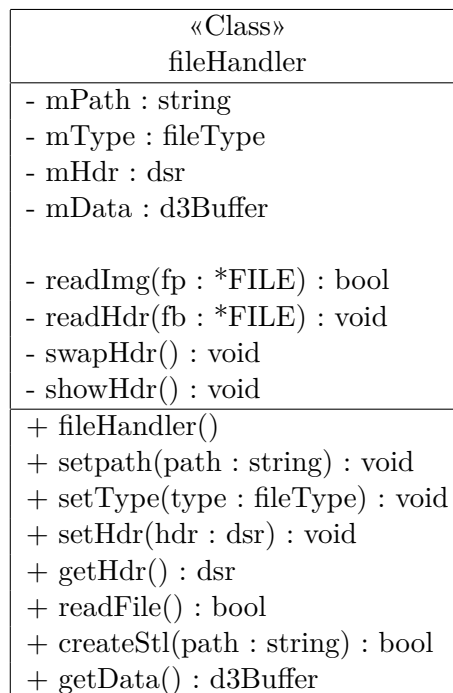 «Class»
fileHandler
- mPath : string
- mType : fileType
- mHdr : dsr
- mData : d3Buffer
- readImg(fp : *FILE) : bool
- readHdr(fb : *FILE) : void
- swapHdr() : void
- showHdr() : void
+ fileHandler()
+ setpath(path : string) : void
+ setType(type : fileType) : void
+ setHdr(hdr : dsr) : void
+ getHdr() : dsr
+ readFile() : bool
+ createStl(path : string) : bool
+ getData() : d3Buffer